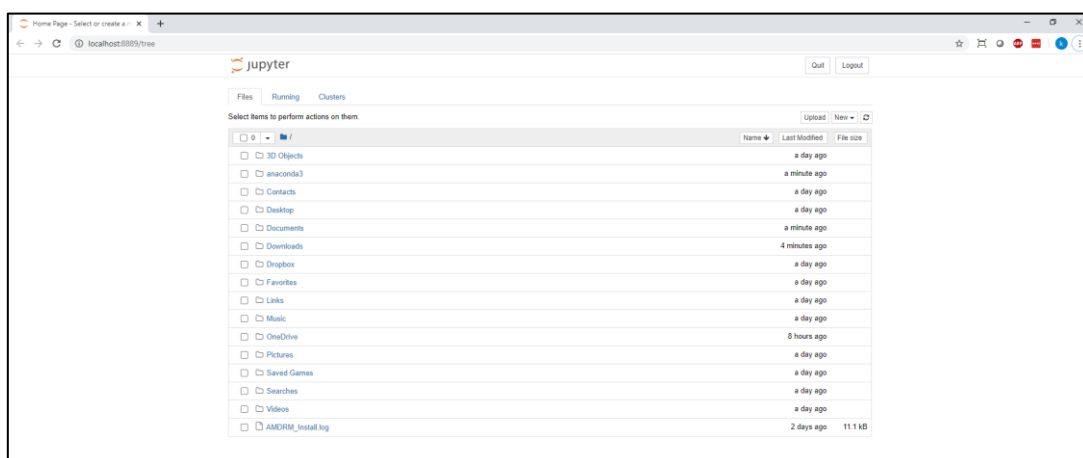 Home Page - Select or create a n
localhost:8889/tree
ABP
k
jupyter
Quit Logout
Files Running Clusters
Select items to perform actions on them.
Upload New
0 / Name Last Modified File size
3D Objects a day ago
anaconda3 a minute ago
Contacts a day ago
Desktop a day ago
Documents a minute ago
Downloads 4 minutes ago
Dropbox a day ago
Favorites a day ago
Links a day ago
Music a day ago
OneDrive 8 hours ago
Pictures a day ago
Saved Games a day ago
Searches a day ago
Videos a day ago
AMDRM_Install.log 2 days ago 11.1 kB